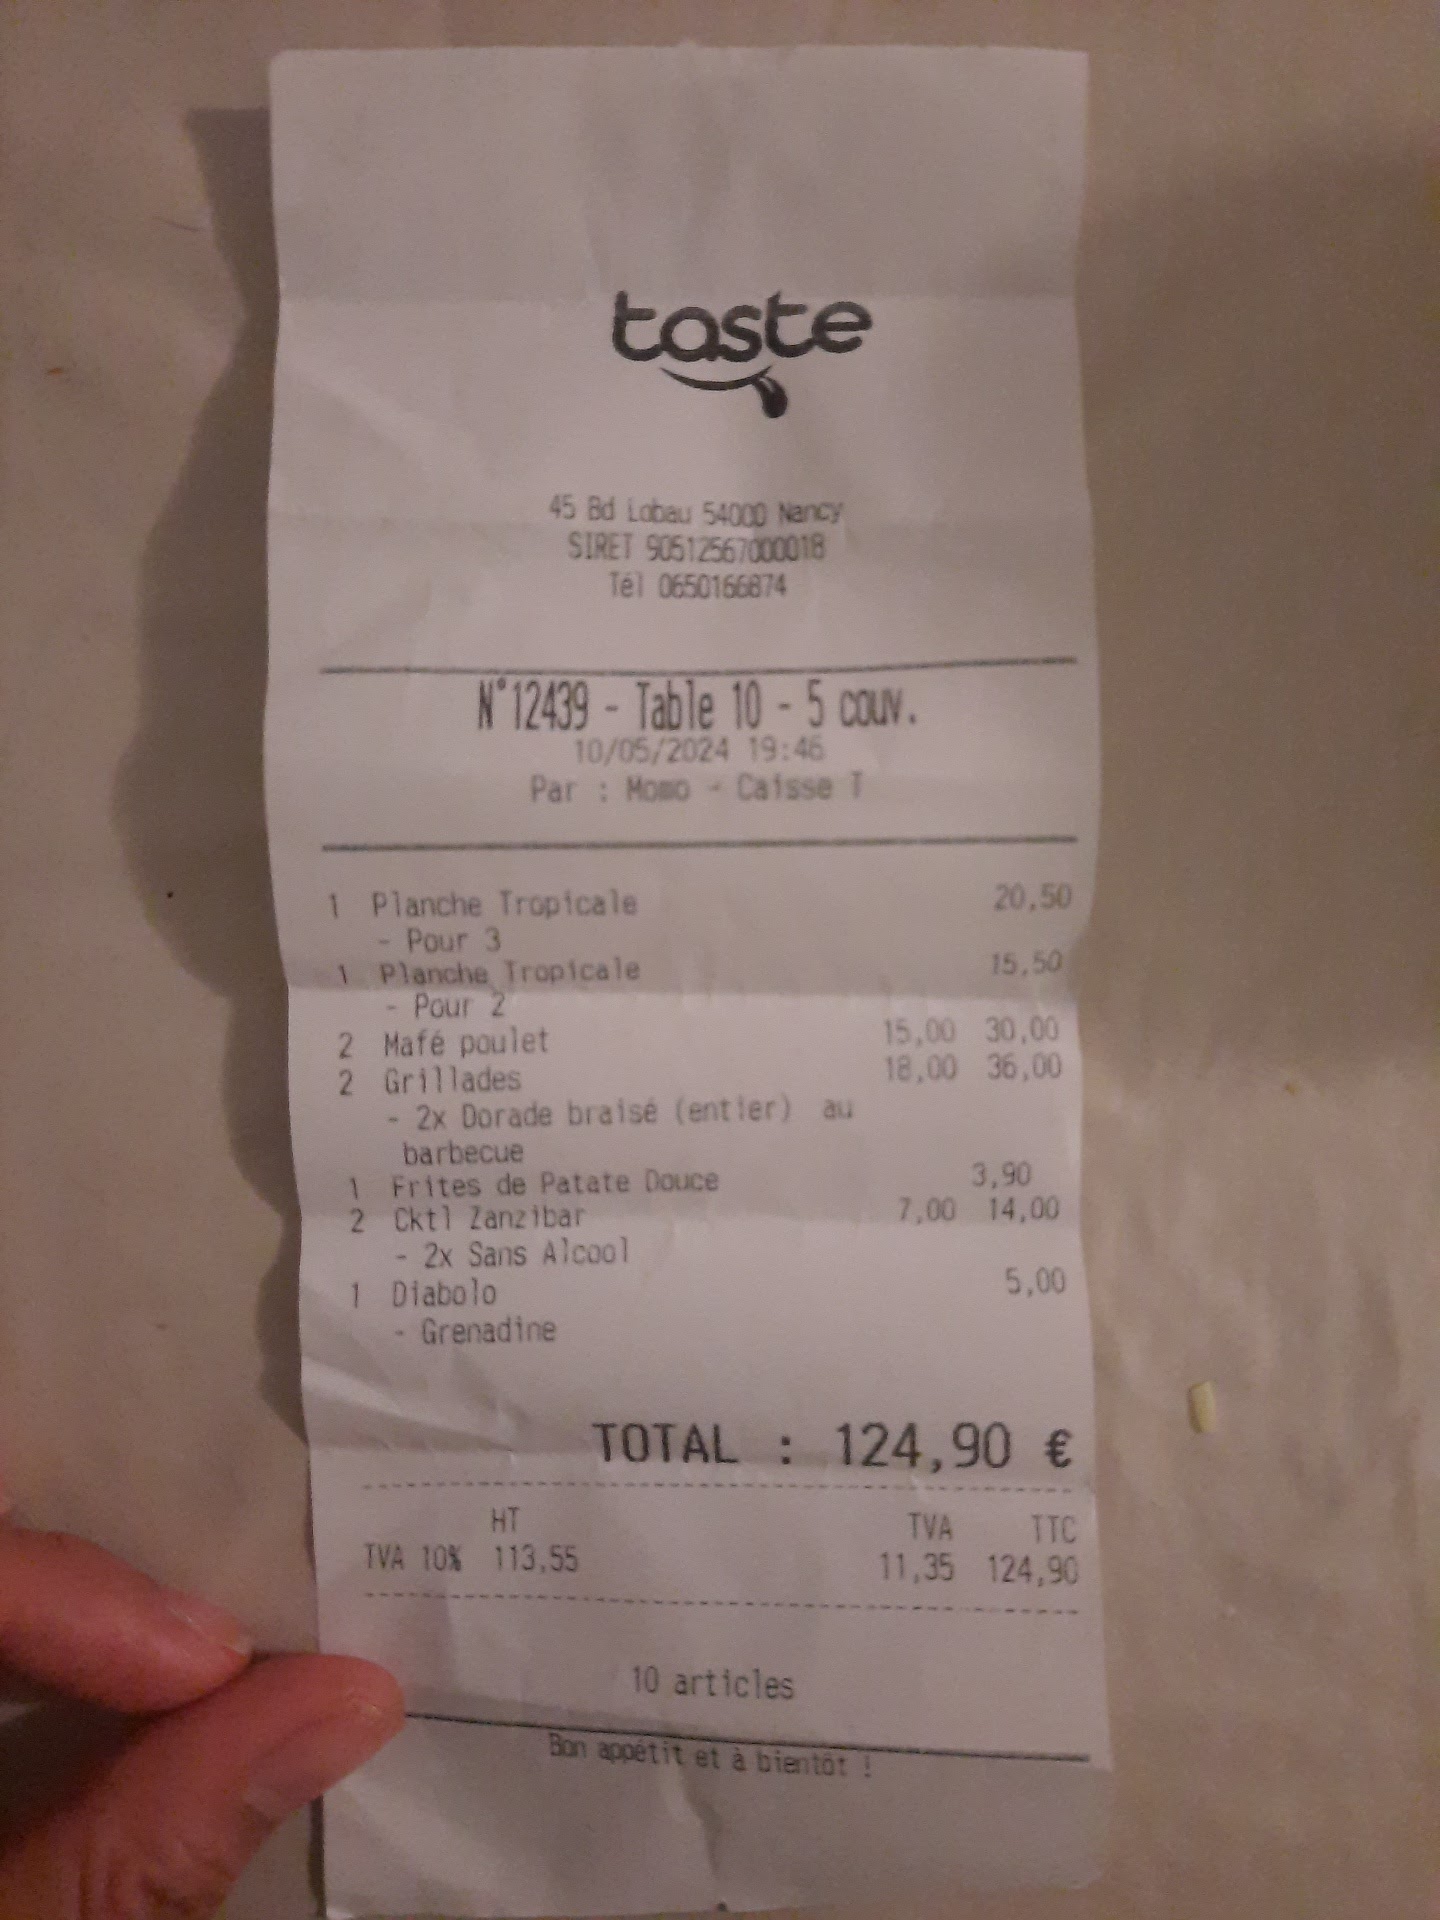 taste
45 Bd Lobau 54000 Nancy
SIRET 90512567000018
Tél 0650166874
N°12439 - Table 10 - 5 couv.
10/05/2024 19:46
Par : Momo - Caisse T
1 Planche Tropicale 20,50
- Pour 3
1 Planche Tropicale 15,50
- Pour 2
2 Mafé poulet 15,00 30,00
2 Grillades 18,00 36,00
- 2x Dorade braisé (entier) au
barbecue
1 Frites de Patate Douce 3,90
2 Cktl Zanzibar 7,00 14,00
- 2x Sans Alcool
1 Diabolo 5,00
- Grenadine
TOTAL : 124,90 €
HT TVA TTC
TVA 10% 113,55 11,35 124,90
10 articles
Bon appétit et à bientôt !